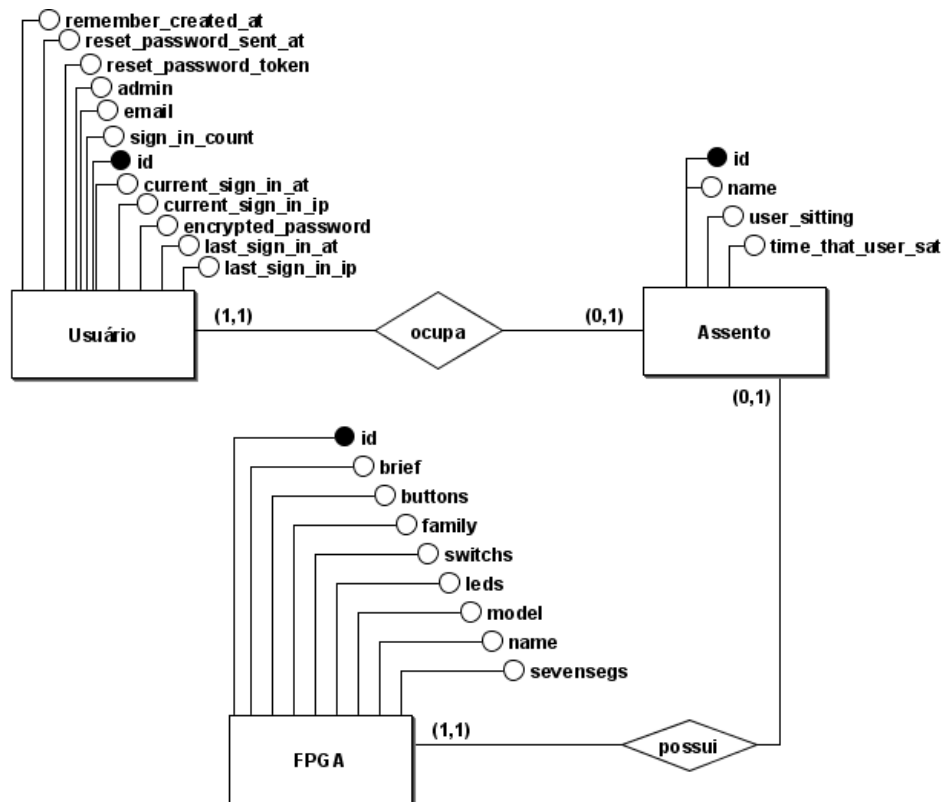 remember_created_at
reset_password_sent_at
reset_password_token
admin
email
sign_in_count
id
current_sign_in_at
current_sign_in_ip
encrypted_password
last_sign_in_at
last_sign_in_ip
id
name
user_sitting
time_that_user_sat
Usuário
(1,1)
ocupa
(0,1)
Assento
(0,1)
id
brief
buttons
family
switchs
leds
model
name
sevensegs
FPGA
(1,1)
possui